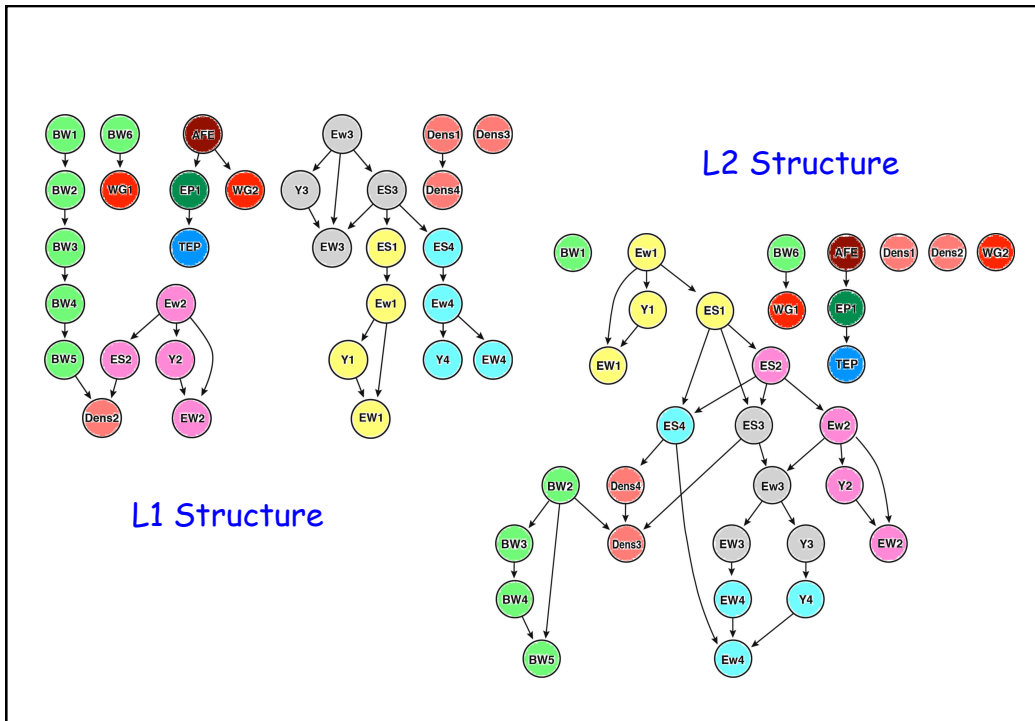 BW1 BW6 AFE Ew3 Dens1 Dens3
BW2 WG1 EP1 WG2 Y3 ES3 Dens4
BW3 TEP EW3 ES1 ES4
BW4 Ew2 Ew1 Ew4
BW5 ES2 Y2 Y1 Y4 EW4
Dens2 EW2 EW1
L1 Structure
L2 Structure
BW1 Ew1 BW6 AFE Dens1 Dens2 WG2
Y1 ES1 WG1 EP1
EW1 ES2 TEP
ES4 ES3 Ew2
BW2 Dens4 Ew3 Y2
BW3 Dens3 EW3 Y3 EW2
BW4 EW4 Y4
BW5 Ew4